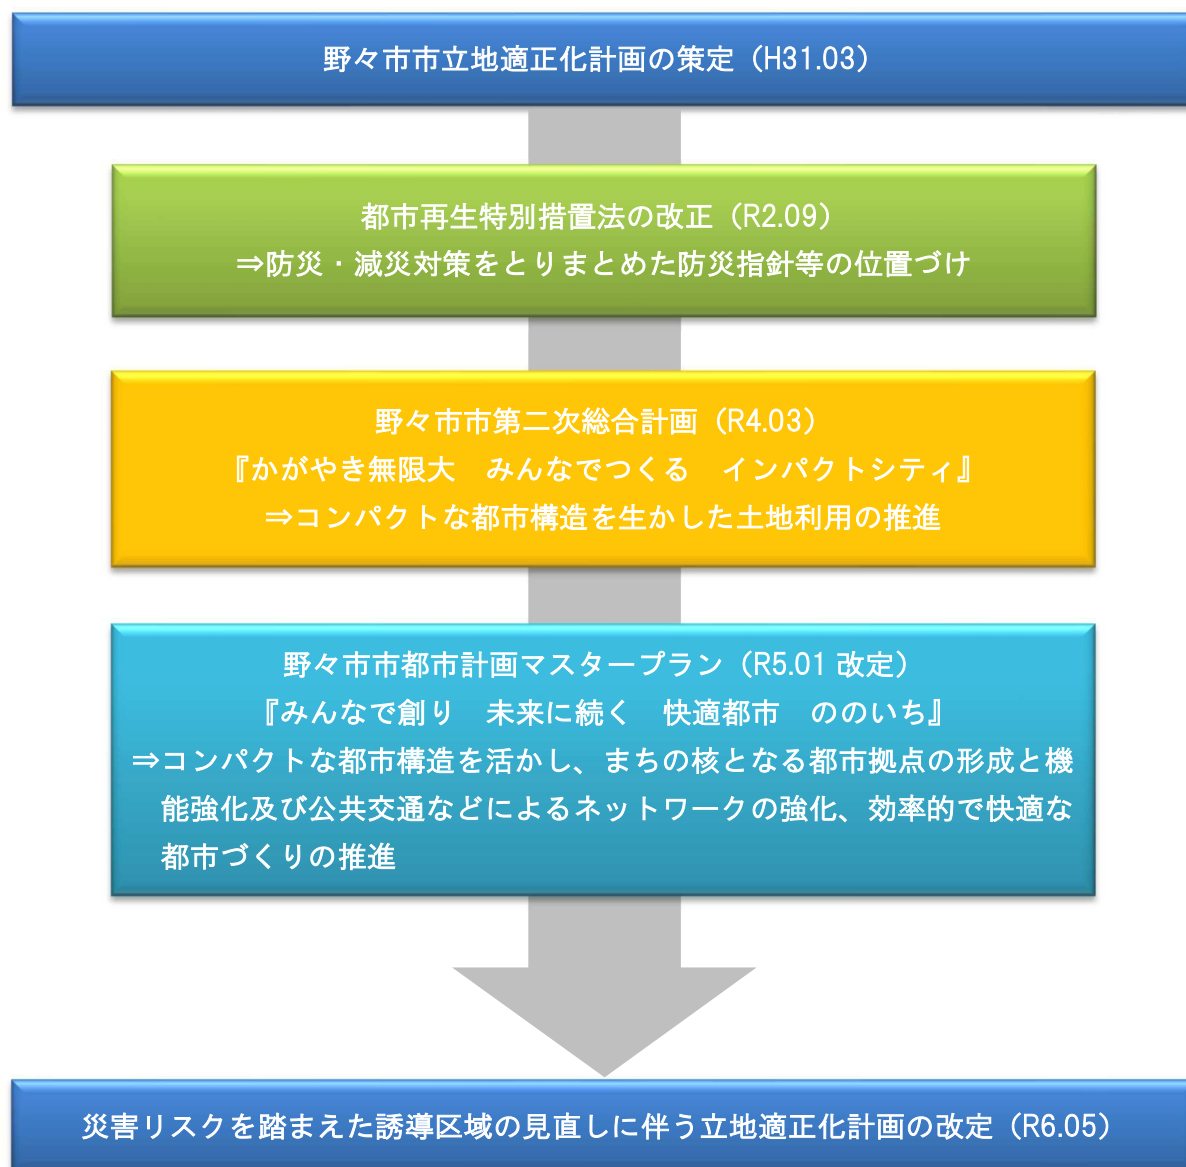 野々市市立地適正化計画の策定（H31.03）
都市再生特別措置法の改正（R2.09）
⇒防災・減災対策をとりまとめた防災指針等の位置づけ
野々市市第二次総合計画（R4.03）
『かがやき無限大　みんなでつくる　インパクトシティ』
⇒コンパクトな都市構造を生かした土地利用の推進
野々市市都市計画マスタープラン（R5.01 改定）
『みんなで創り　未来に続く　快適都市　ののいち』
⇒コンパクトな都市構造を活かし、まちの核となる都市拠点の形成と機
能強化及び公共交通などによるネットワークの強化、効率的で快適な
都市づくりの推進
災害リスクを踏まえた誘導区域の見直しに伴う立地適正化計画の改定（R6.05）